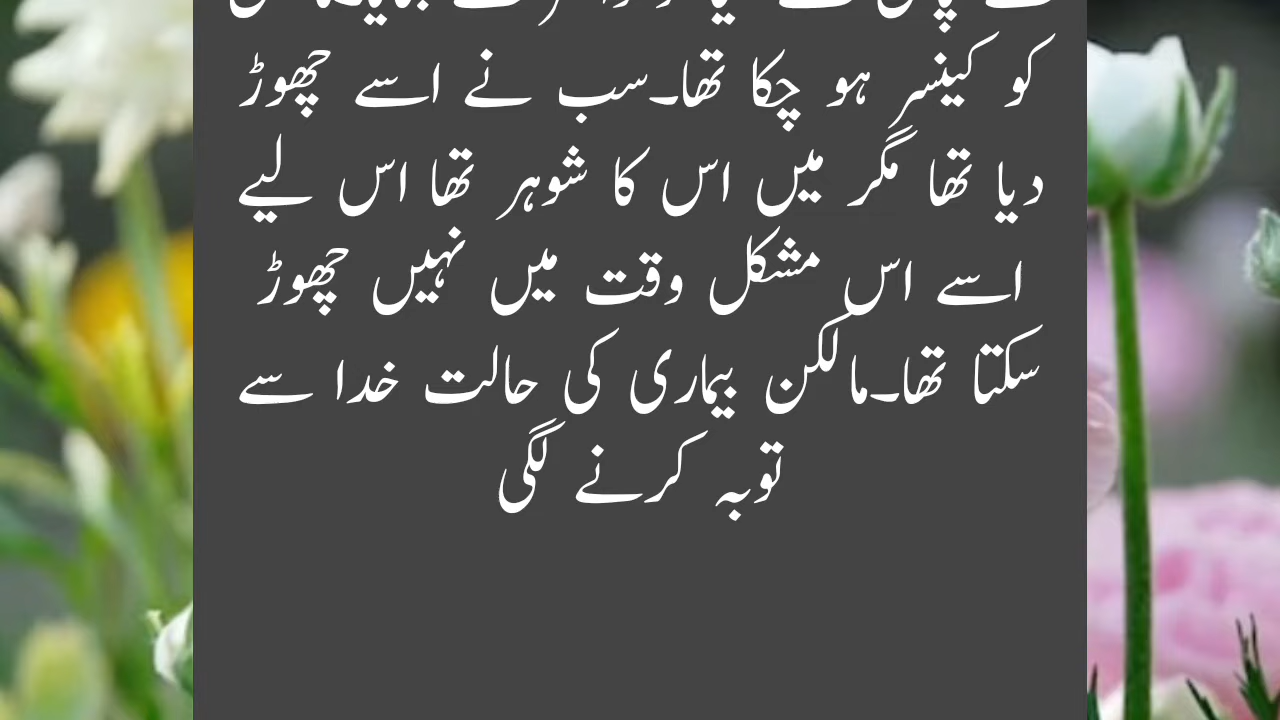 کو کینسر ہو چکا تھا۔سب نے اسے چھوڑ
دیا تھا مگر میں اس کا شوہر تھا اس لیے
اسے اس مشکل وقت میں نہیں چھوڑ
سکتا تھا۔مالکن بیماری کی حالت خدا سے
توبہ کرنے لگی